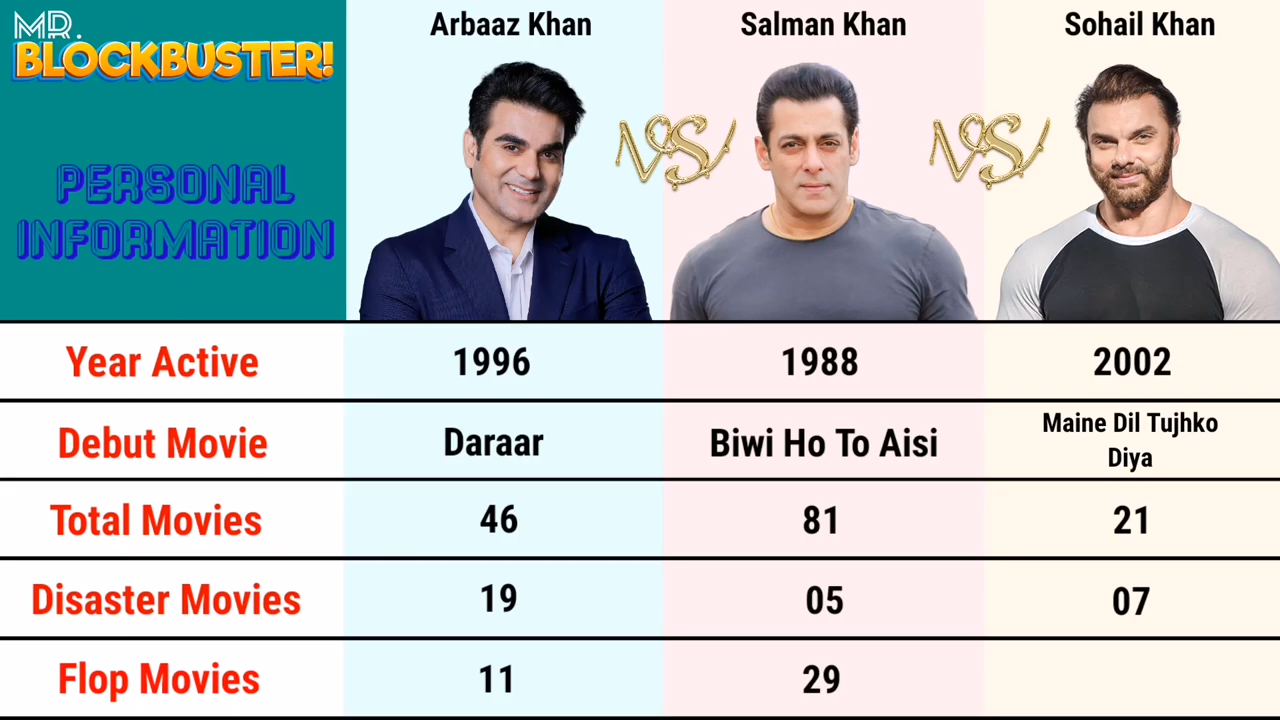 MR.
BLOCKBUSTER!
PERSONAL
INFORMATION
Arbaaz Khan
VS
Salman Khan
VS
Sohail Khan
Year Active 1996 1988 2002
Debut Movie Daraar Biwi Ho To Aisi Maine Dil Tujhko
Diya
Total Movies 46 81 21
Disaster Movies 19 05 07
Flop Movies 11 29